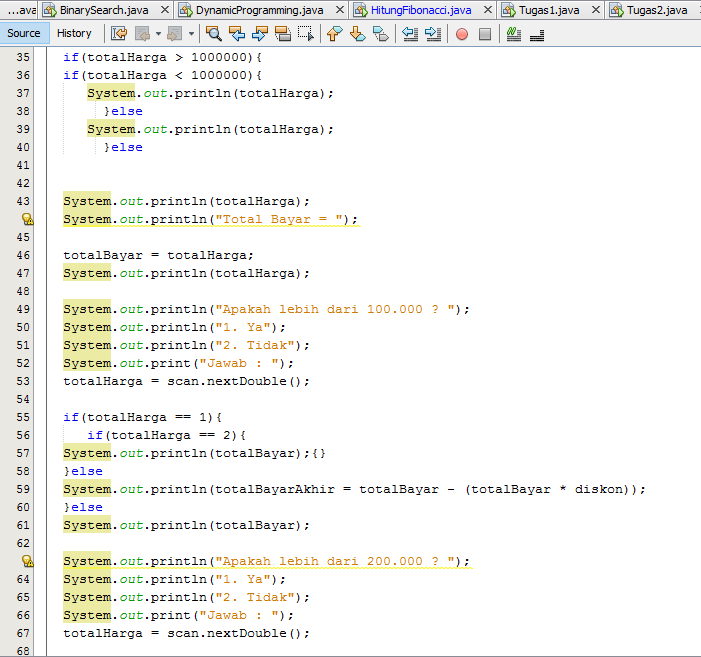 ...ava BinarySearch.java DynamicProgramming.java HitungFibonacci.java Tugas1.java Tugas2.java
Source History
35 if(totalHarga > 1000000){
36 if(totalHarga < 1000000){
37 System.out.println(totalHarga);
38 }else
39 System.out.println(totalHarga);
40 }else
41
42
43 System.out.println(totalHarga);
System.out.println("Total Bayar = ");
45
46 totalBayar = totalHarga;
47 System.out.println(totalHarga);
48
49 System.out.println("Apakah lebih dari 100.000 ? ");
50 System.out.println("1. Ya");
51 System.out.println("2. Tidak");
52 System.out.print("Jawab : ");
53 totalHarga = scan.nextDouble();
54
55 if(totalHarga == 1){
56 if(totalHarga == 2){
57 System.out.println(totalBayar);{}
58 }else
59 System.out.println(totalBayarAkhir = totalBayar - (totalBayar * diskon));
60 }else
61 System.out.println(totalBayar);
62
System.out.println("Apakah lebih dari 200.000 ? ");
64 System.out.println("1. Ya");
65 System.out.println("2. Tidak");
66 System.out.print("Jawab : ");
67 totalHarga = scan.nextDouble();
68